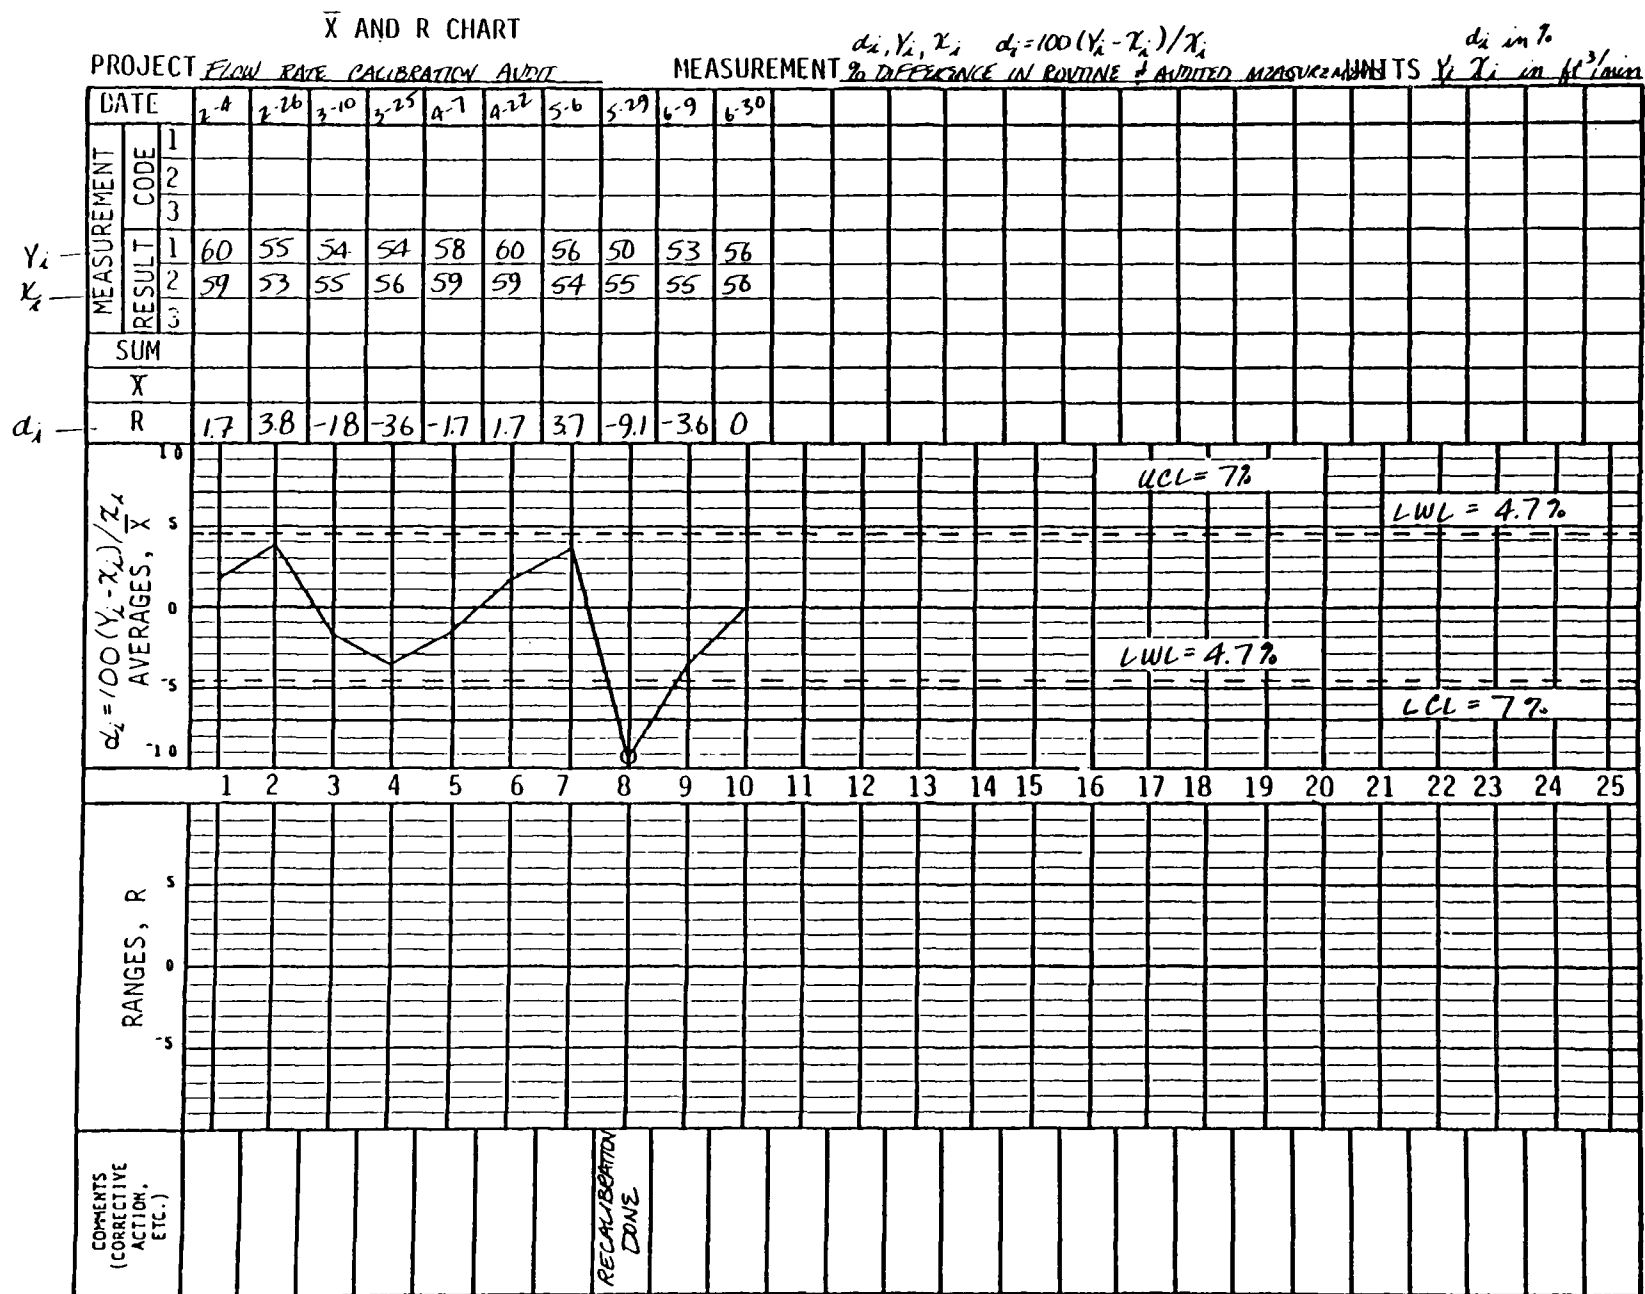 X̄ AND R CHART
PROJECT FLOW RATE CALIBRATION AUDIT
MEASUREMENT dᵢ, Yᵢ, Xᵢ dᵢ=100(Yᵢ-Xᵢ)/Xᵢ
% DIFFERENCE IN ROUTINE & AUDITED MEASUREMENTS
UNITS dᵢ in %
Yᵢ Xᵢ in ft³/min
DATE 2-4 2-26 3-10 3-25 4-7 4-22 5-6 5-29 6-9 6-30
MEASUREMENT
CODE
1
2
3
RESULT
Yᵢ 1 60 55 54 54 58 60 56 50 53 56
Xᵢ 2 59 53 55 56 59 59 54 55 55 56
3
SUM
X̄
dᵢ R 1.7 3.8 -1.8 -3.6 -1.7 1.7 3.7 -9.1 -3.6 0
dᵢ=100(Yᵢ-Xᵢ)/Xᵢ
AVERAGES, X̄
10
5
0
-5
-10
UCL= 7%
LWL = 4.7%
LWL= 4.7%
LCL = 7%
1 2 3 4 5 6 7 8 9 10 11 12 13 14 15 16 17 18 19 20 21 22 23 24 25
RANGES, R
5
0
-5
COMMENTS
(CORRECTIVE
ACTION,
ETC.)
RECALIBRATION
DONE